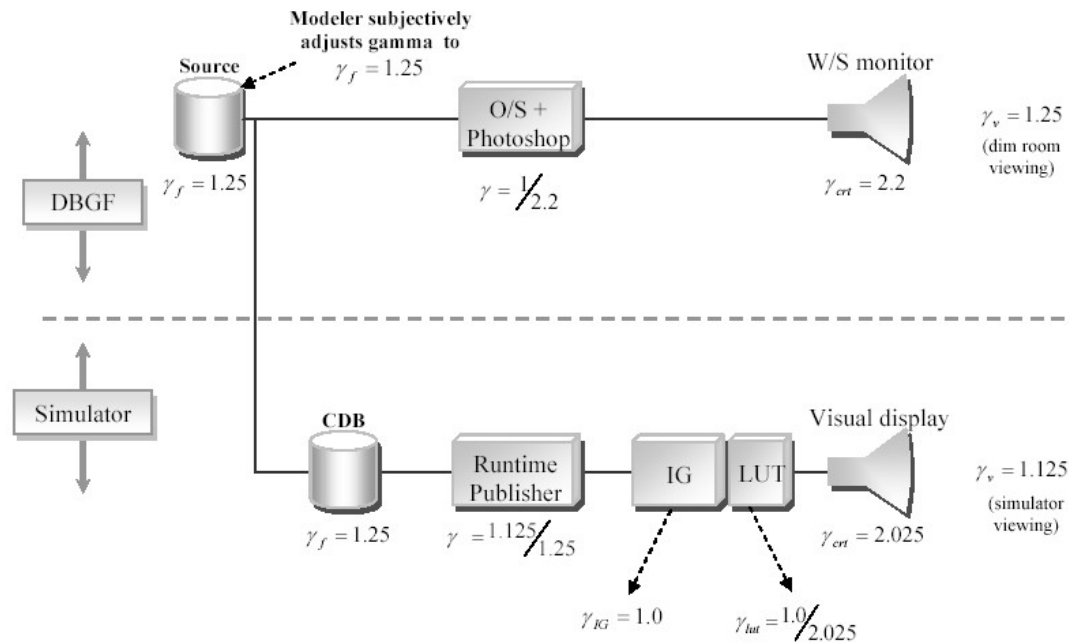 Modeler subjectively
adjusts gamma to
γf = 1.25
Source
γf = 1.25
O/S +
Photoshop
γ = 1/2.2
W/S monitor
γcrt = 2.2
γv = 1.25
(dim room
viewing)
DBGF
Simulator
CDB
γf = 1.25
Runtime
Publisher
γ = 1.125/1.25
IG
LUT
γIG = 1.0
γlut = 1.0/2.025
Visual display
γcrt = 2.025
γv = 1.125
(simulator
viewing)